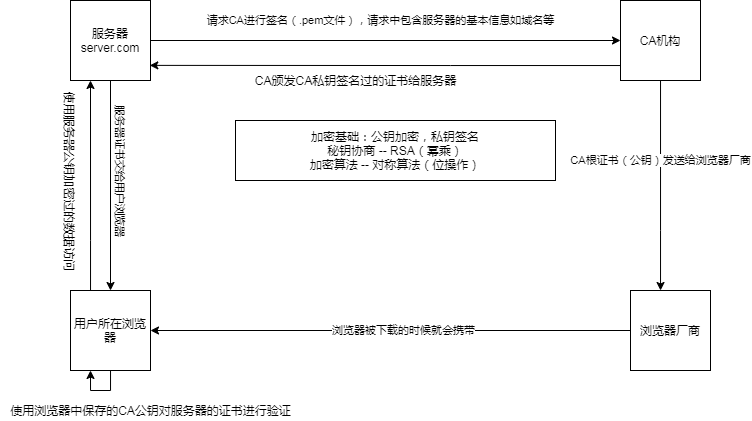 请求CA进行签名（.pem文件），请求中包含服务器的基本信息如域名等
服务器
server.com
CA机构
CA颁发CA私钥签名过的证书给服务器
使用服务器公钥加密过的数据访问
服务器证书交给用户浏览器
加密基础：公钥加密，私钥签名
秘钥协商 -- RSA（幂乘）
加密算法 -- 对称算法（位操作）
CA根证书（公钥）发送给浏览器厂商
用户所在浏览
器
浏览器被下载的时候就会携带
浏览器厂商
使用浏览器中保存的CA公钥对服务器的证书进行验证